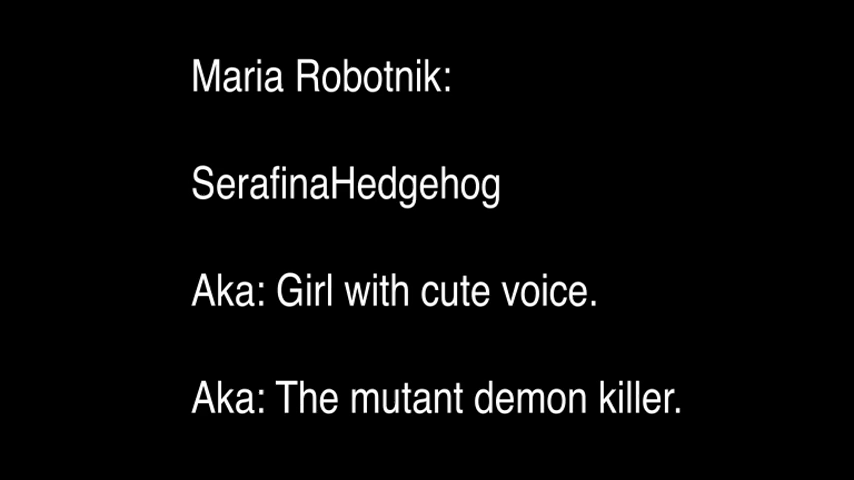 Maria Robotnik:
SerafinaHedgehog
Aka: Girl with cute voice.
Aka: The mutant demon killer.